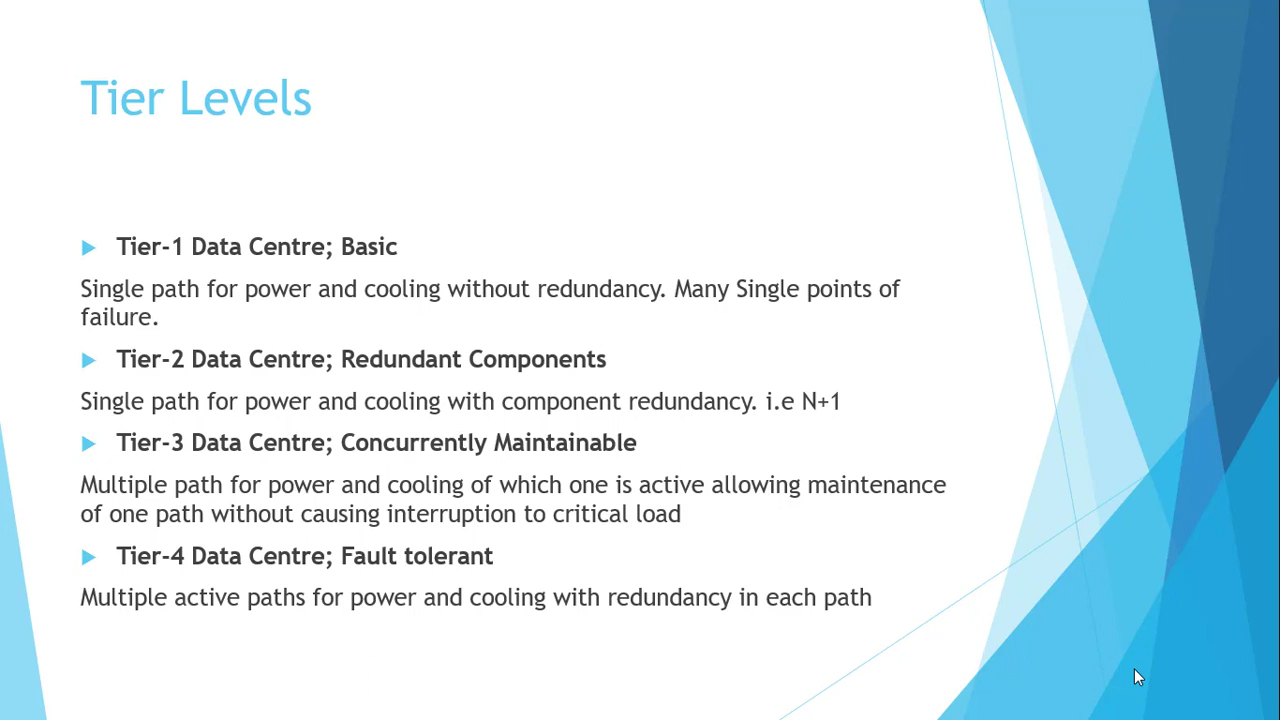 Tier Levels
Tier-1 Data Centre; Basic
Single path for power and cooling without redundancy. Many Single points of
failure.
Tier-2 Data Centre; Redundant Components
Single path for power and cooling with component redundancy. i.e N+1
Tier-3 Data Centre; Concurrently Maintainable
Multiple path for power and cooling of which one is active allowing maintenance
of one path without causing interruption to critical load
Tier-4 Data Centre; Fault tolerant
Multiple active paths for power and cooling with redundancy in each path